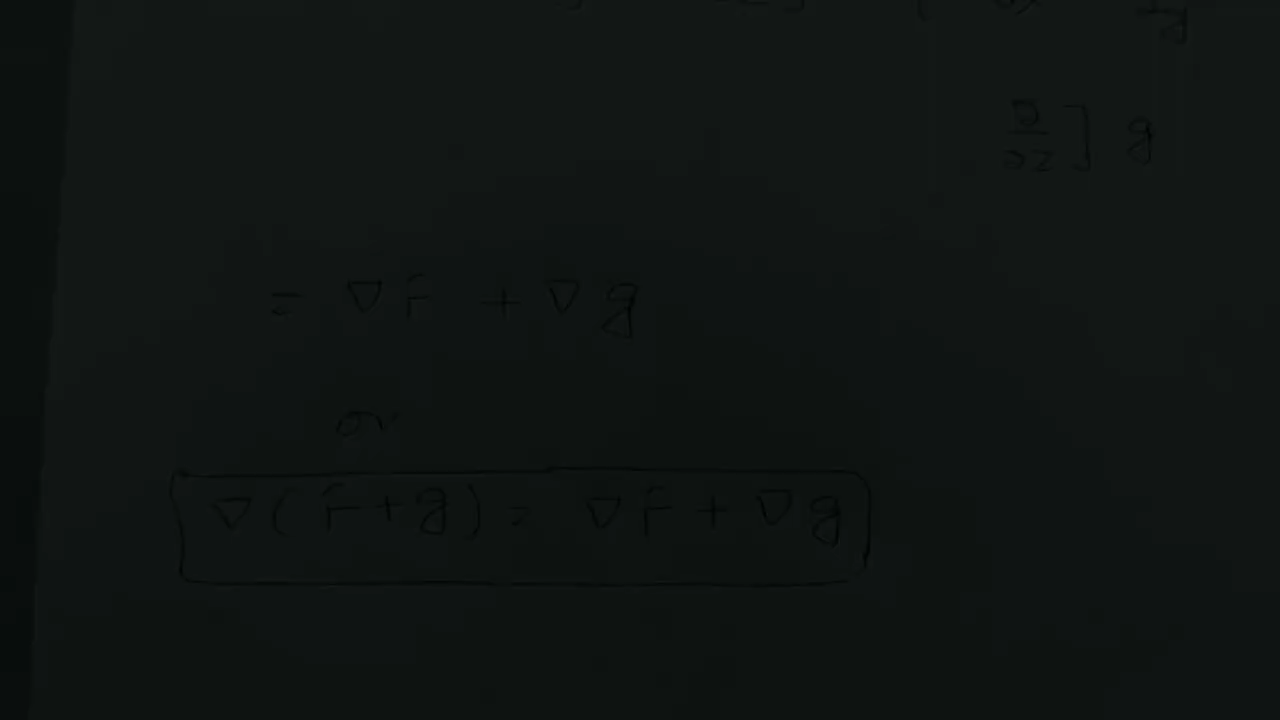 ∂/∂z ] g
= ∇f + ∇g
or
∇(f+g) = ∇f + ∇g